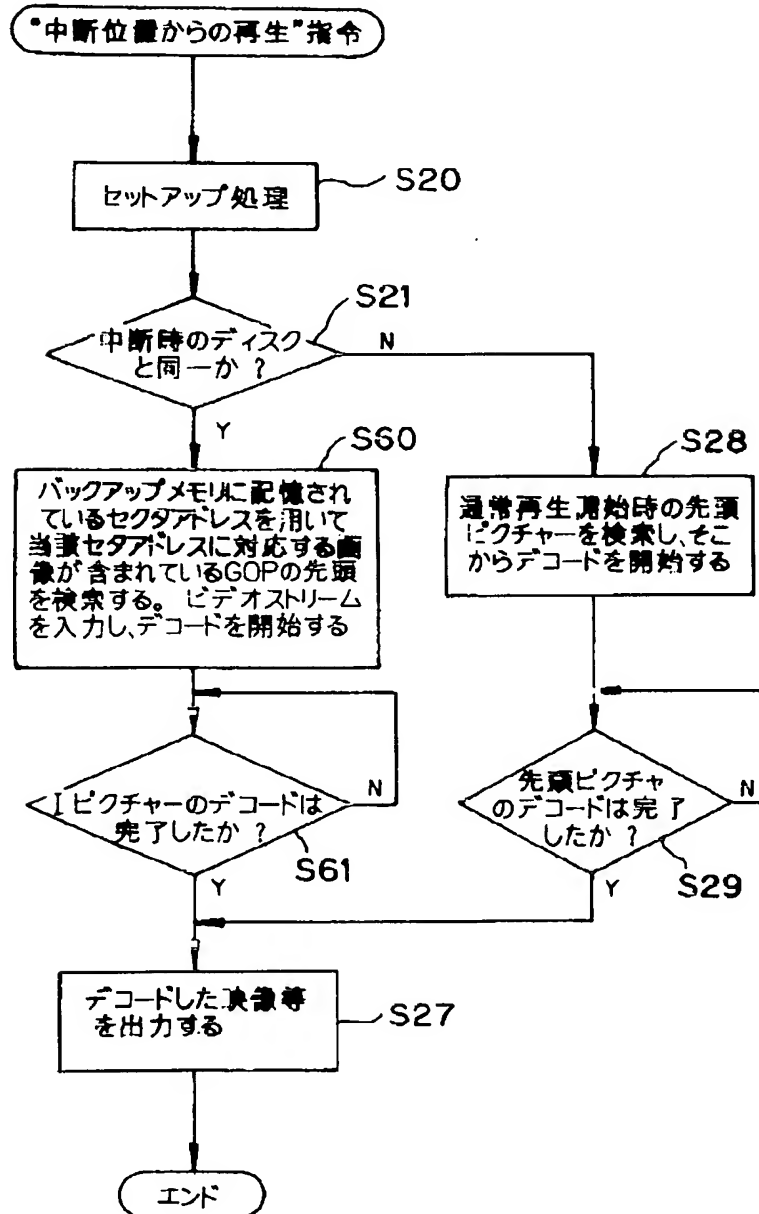 “中断位置からの再生”指令
セットアップ処理
S20
中断時のディスク
と同一か？
S21
N
Y
S60
バックアップメモリに記憶され
ているセクタアドレスを用いて
当該セタアドレスに対応する画
像が含まれているGOPの先頭
を検索する。ビデオストリーム
を入力し、デコードを開始する
S28
通常再生開始時の先頭
ピクチャーを検索し、そこ
からデコードを開始する
Iピクチャーのデコードは
完了したか？
N
S61
Y
先頭ピクチャ
のデコードは完了
したか？
N
S29
Y
デコードした映像等
を出力する
S27
エンド